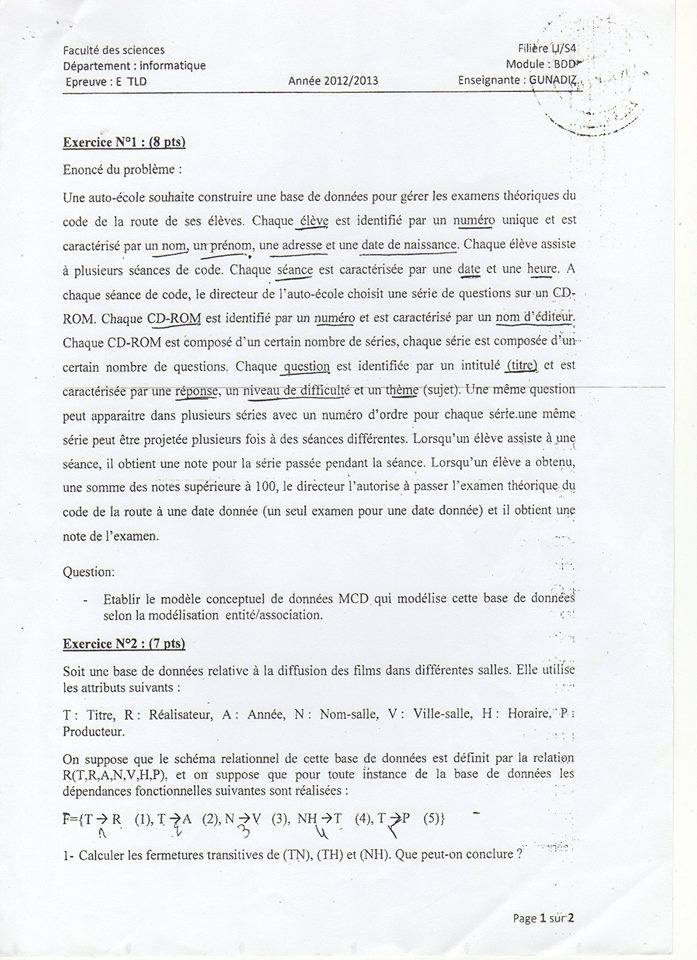 Faculté des sciences Filière LI/S4
Département : informatique Module : BDD
Epreuve : E TLD Année 2012/2013 Enseignante : GUNADIZ
Exercice N°1 : (8 pts)
Enoncé du problème :
Une auto-école souhaite construire une base de données pour gérer les examens théoriques du
code de la route de ses élèves. Chaque élève est identifié par un numéro unique et est
caractérisé par un nom, un prénom, une adresse et une date de naissance. Chaque élève assiste
à plusieurs séances de code. Chaque séance est caractérisée par une date et une heure. A
chaque séance de code, le directeur de l'auto-école choisit une série de questions sur un CD-
ROM. Chaque CD-ROM est identifié par un numéro et est caractérisé par un nom d'éditeur.
Chaque CD-ROM est composé d'un certain nombre de séries, chaque série est composée d'un
certain nombre de questions. Chaque question est identifiée par un intitulé (titre) et est
caractérisée par une réponse, un niveau de difficulté et un thème (sujet). Une même question
peut apparaitre dans plusieurs séries avec un numéro d'ordre pour chaque série.une même
série peut être projetée plusieurs fois à des séances différentes. Lorsqu'un élève assiste à une
séance, il obtient une note pour la série passée pendant la séance. Lorsqu'un élève a obtenu,
une somme des notes supérieure à 100, le directeur l'autorise à passer l'examen théorique du
code de la route à une date donnée (un seul examen pour une date donnée) et il obtient une
note de l'examen.
Question:
- Etablir le modèle conceptuel de données MCD qui modélise cette base de données
selon la modélisation entité/association.
Exercice N°2 : (7 pts)
Soit une base de données relative à la diffusion des films dans différentes salles. Elle utilise
les attributs suivants :
T : Titre, R : Réalisateur, A : Année, N : Nom-salle, V : Ville-salle, H : Horaire, P :
Producteur.
On suppose que le schéma relationnel de cette base de données est définit par la relation
R(T,R,A,N,V,H,P), et on suppose que pour toute instance de la base de données les
dépendances fonctionnelles suivantes sont réalisées :
F={T → R (1), T → A (2), N → V (3), NH → T (4), T → P (5)}
1 2 3 4 5
1- Calculer les fermetures transitives de (TN), (TH) et (NH). Que peut-on conclure ?
Page 1 sur 2